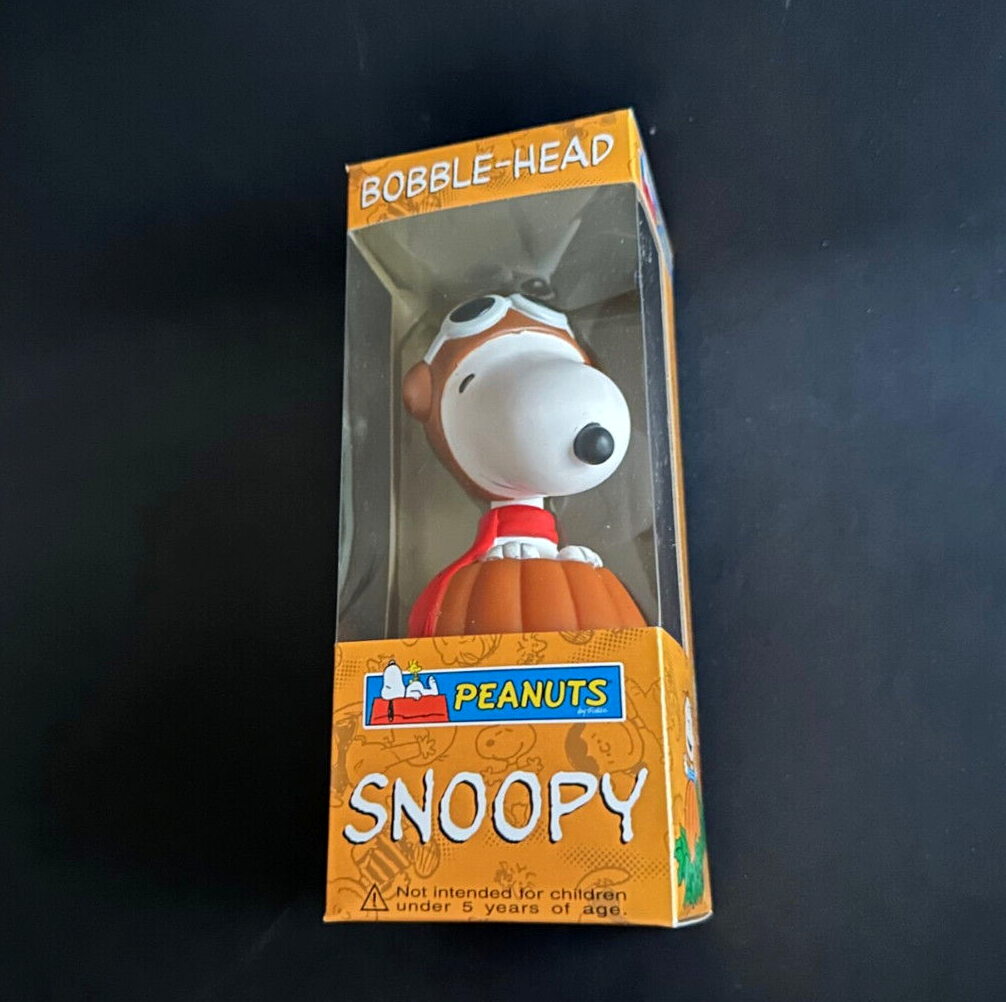 BOBBLE-HEAD
PEANUTS
SNOOPY
Not intended for children
under 5 years of age.